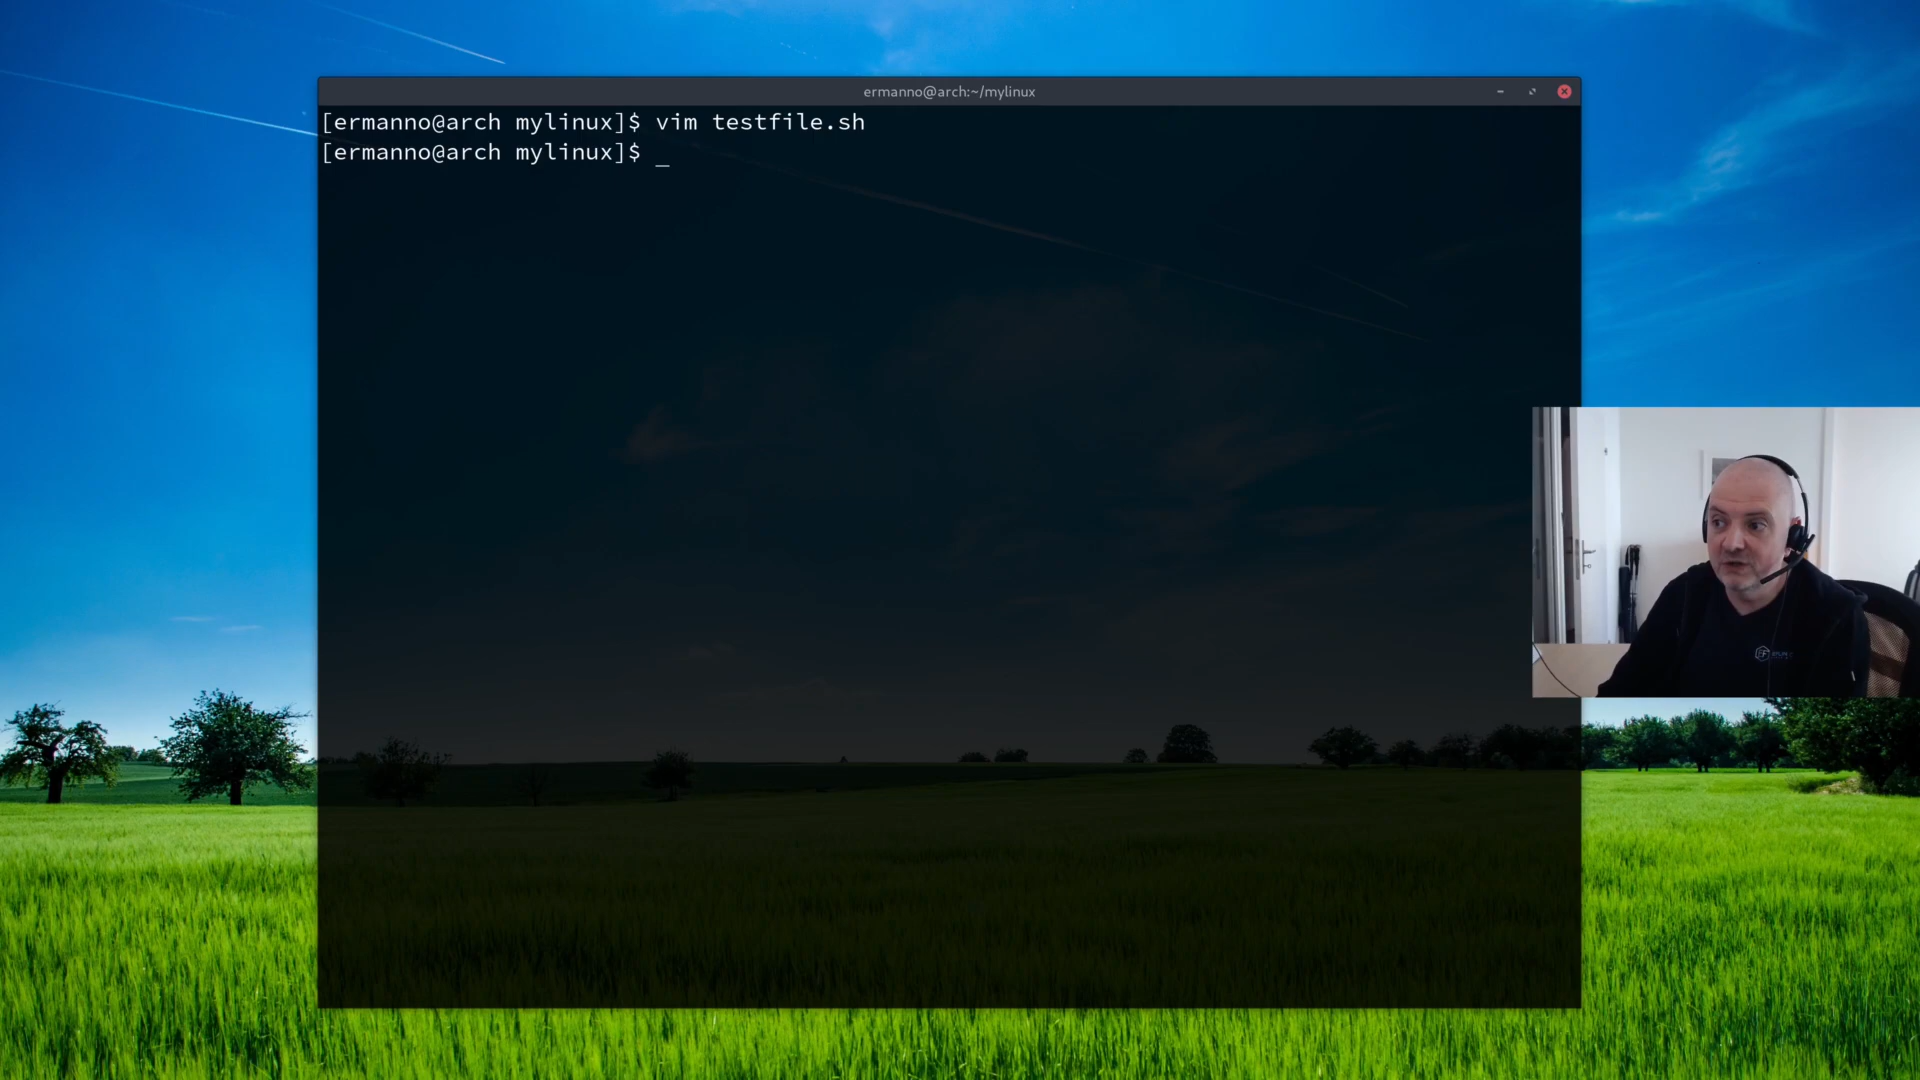 ermanno@arch:~/mylinux
[ermanno@arch mylinux]$ vim testfile.sh
[ermanno@arch mylinux]$ _